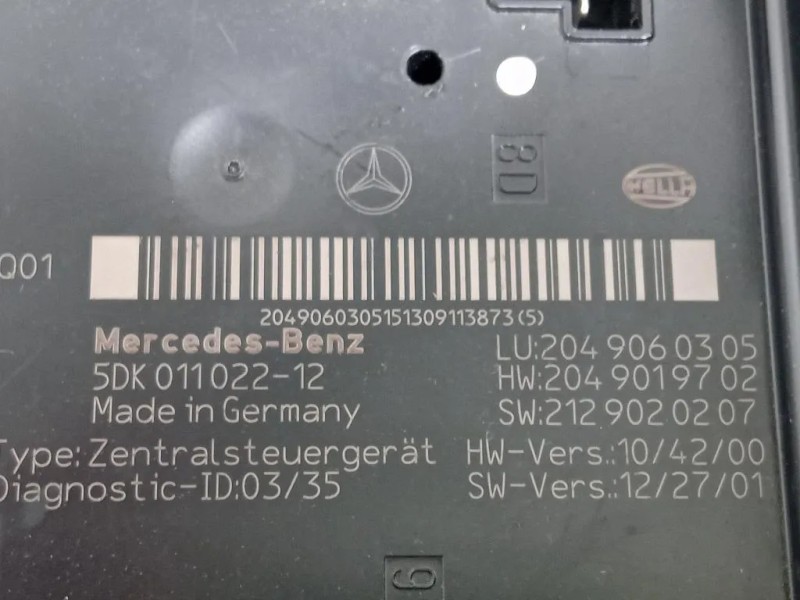 8D
HELLA
Q01
2049060305151309113873(5)
Mercedes-Benz
5DK 011 022-12
Made in Germany
LU:204 906 03 05
HW:204 901 97 02
SW:212 902 02 07
Type:Zentralsteuergerät
Diagnostic-ID:03/35
HW-Vers.:10/42/00
SW-Vers.:12/27/01
6